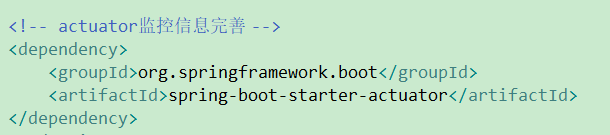 <!-- actuator监控信息完善 -->
<dependency>
<groupId>org.springframework.boot</groupId>
<artifactId>spring-boot-starter-actuator</artifactId>
</dependency>